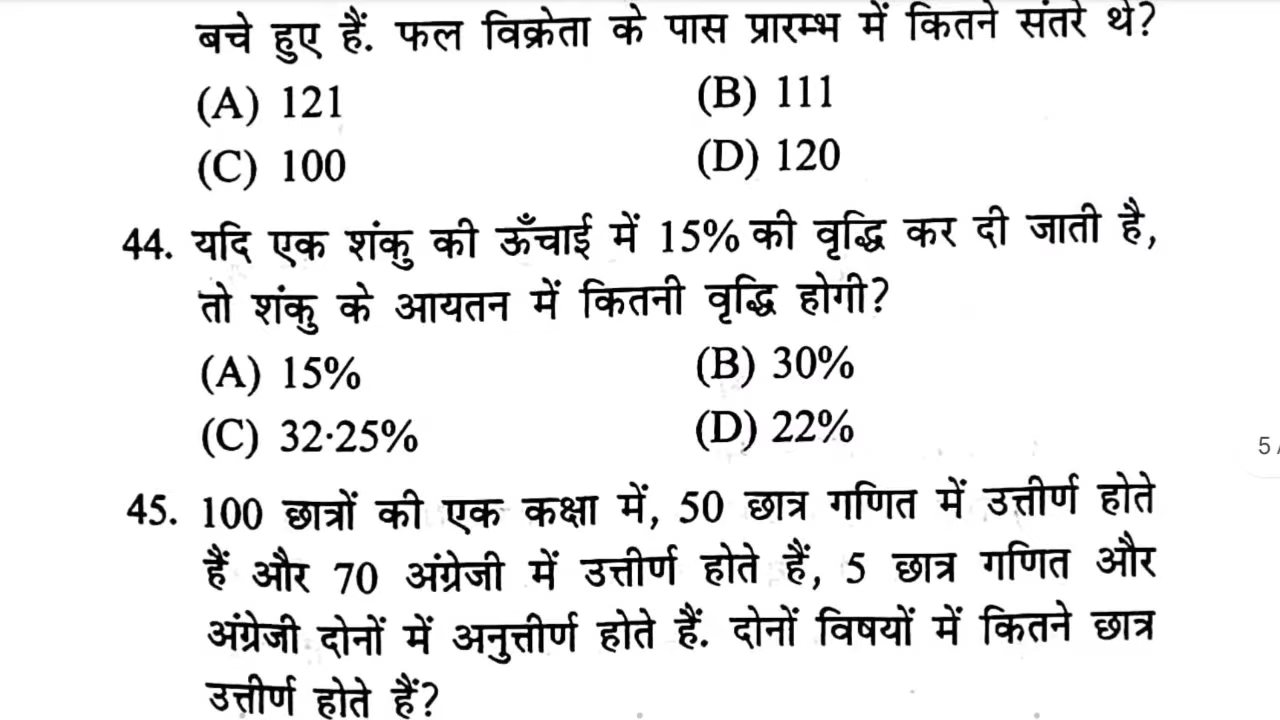 बचे हुए हैं. फल विक्रेता के पास प्रारम्भ में कितने संतरे थे?
(A) 121 (B) 111
(C) 100 (D) 120
44. यदि एक शंकु की ऊँचाई में 15% की वृद्धि कर दी जाती है,
तो शंकु के आयतन में कितनी वृद्धि होगी?
(A) 15% (B) 30%
(C) 32·25% (D) 22%
5/
45. 100 छात्रों की एक कक्षा में, 50 छात्र गणित में उत्तीर्ण होते
हैं और 70 अंग्रेजी में उत्तीर्ण होते हैं, 5 छात्र गणित और
अंग्रेजी दोनों में अनुत्तीर्ण होते हैं. दोनों विषयों में कितने छात्र
उत्तीर्ण होते हैं?